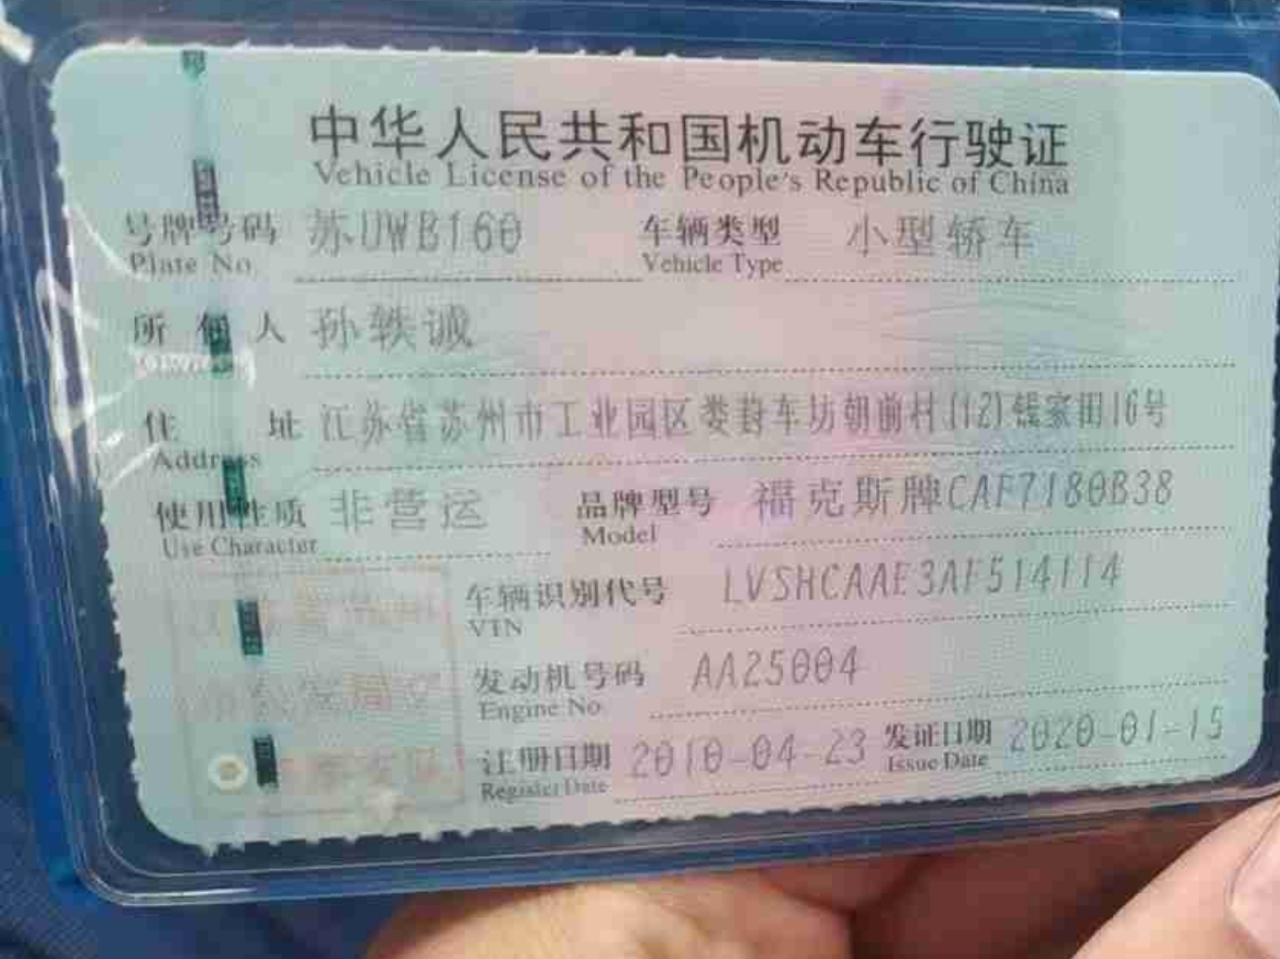 中华人民共和国机动车行驶证
Vehicle License of the People's Republic of China
号牌号码 苏UWB160 车辆类型 小型轿车
Plate No. Vehicle Type
所有人 孙轶诚
Owner
住址 江苏省苏州市工业园区娄葑车坊朝前村(12)钱家田16号
Address
使用性质 非营运 品牌型号 福克斯牌CAF7180B38
Use Character Model
车辆识别代号 LVSHCAAE3AF514114
VIN
发动机号码 AA25004
Engine No.
注册日期 2010-04-23 发证日期 2020-01-15
Register Date Issue Date